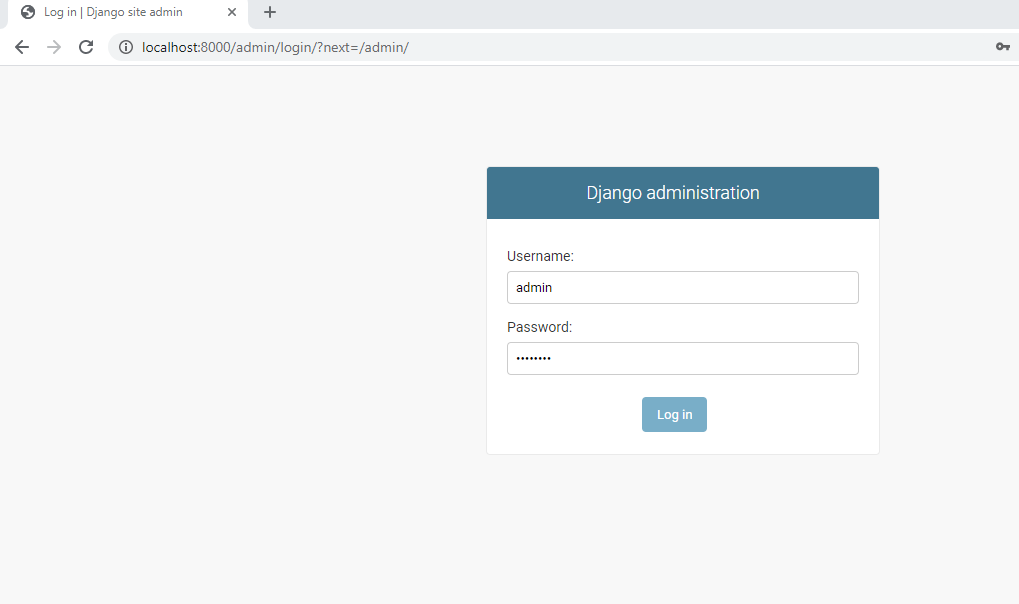 Log in | Django site admin
localhost:8000/admin/login/?next=/admin/
Django administration
Username:
admin
Password:
••••••••
Log in